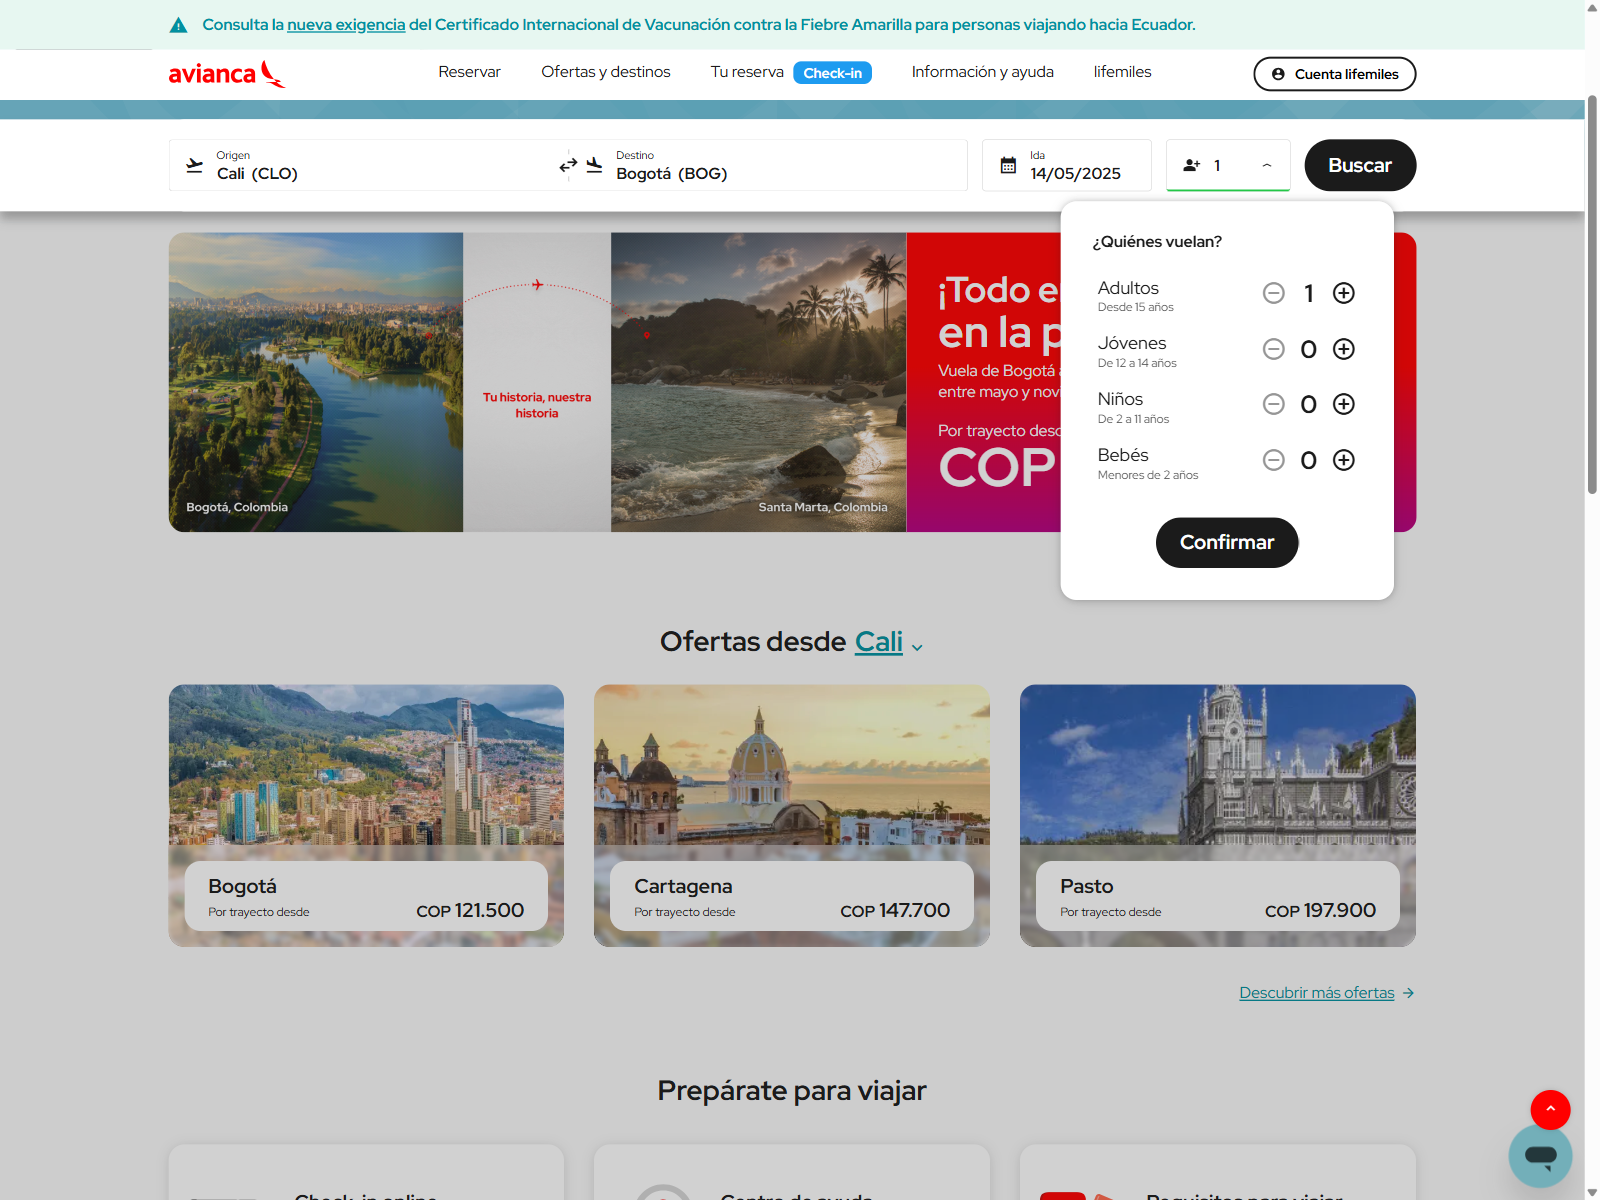 Consulta la nueva exigencia del Certificado Internacional de Vacunación contra la Fiebre Amarilla para personas viajando hacia Ecuador.
avianca
Reservar
Ofertas y destinos
Tu reserva
Check-in
Información y ayuda
lifemiles
Cuenta lifemiles
Origen
Cali (CLO)
Destino
Bogotá (BOG)
Ida
14/05/2025
1
Buscar
¿Quiénes vuelan?
Adultos
Desde 15 años
1
Jóvenes
De 12 a 14 años
0
Niños
De 2 a 11 años
0
Bebés
Menores de 2 años
0
Confirmar
Tu historia, nuestra
historia
Bogotá, Colombia
Santa Marta, Colombia
¡Todo e
en la p
Vuela de Bogotá
entre mayo y novi
Por trayecto desd
COP
Ofertas desde Cali
Bogotá
Por trayecto desde
COP 121.500
Cartagena
Por trayecto desde
COP 147.700
Pasto
Por trayecto desde
COP 197.900
Descubrir más ofertas
Prepárate para viajar
Check-in online
Centro de ayuda
Requisitos para viajar